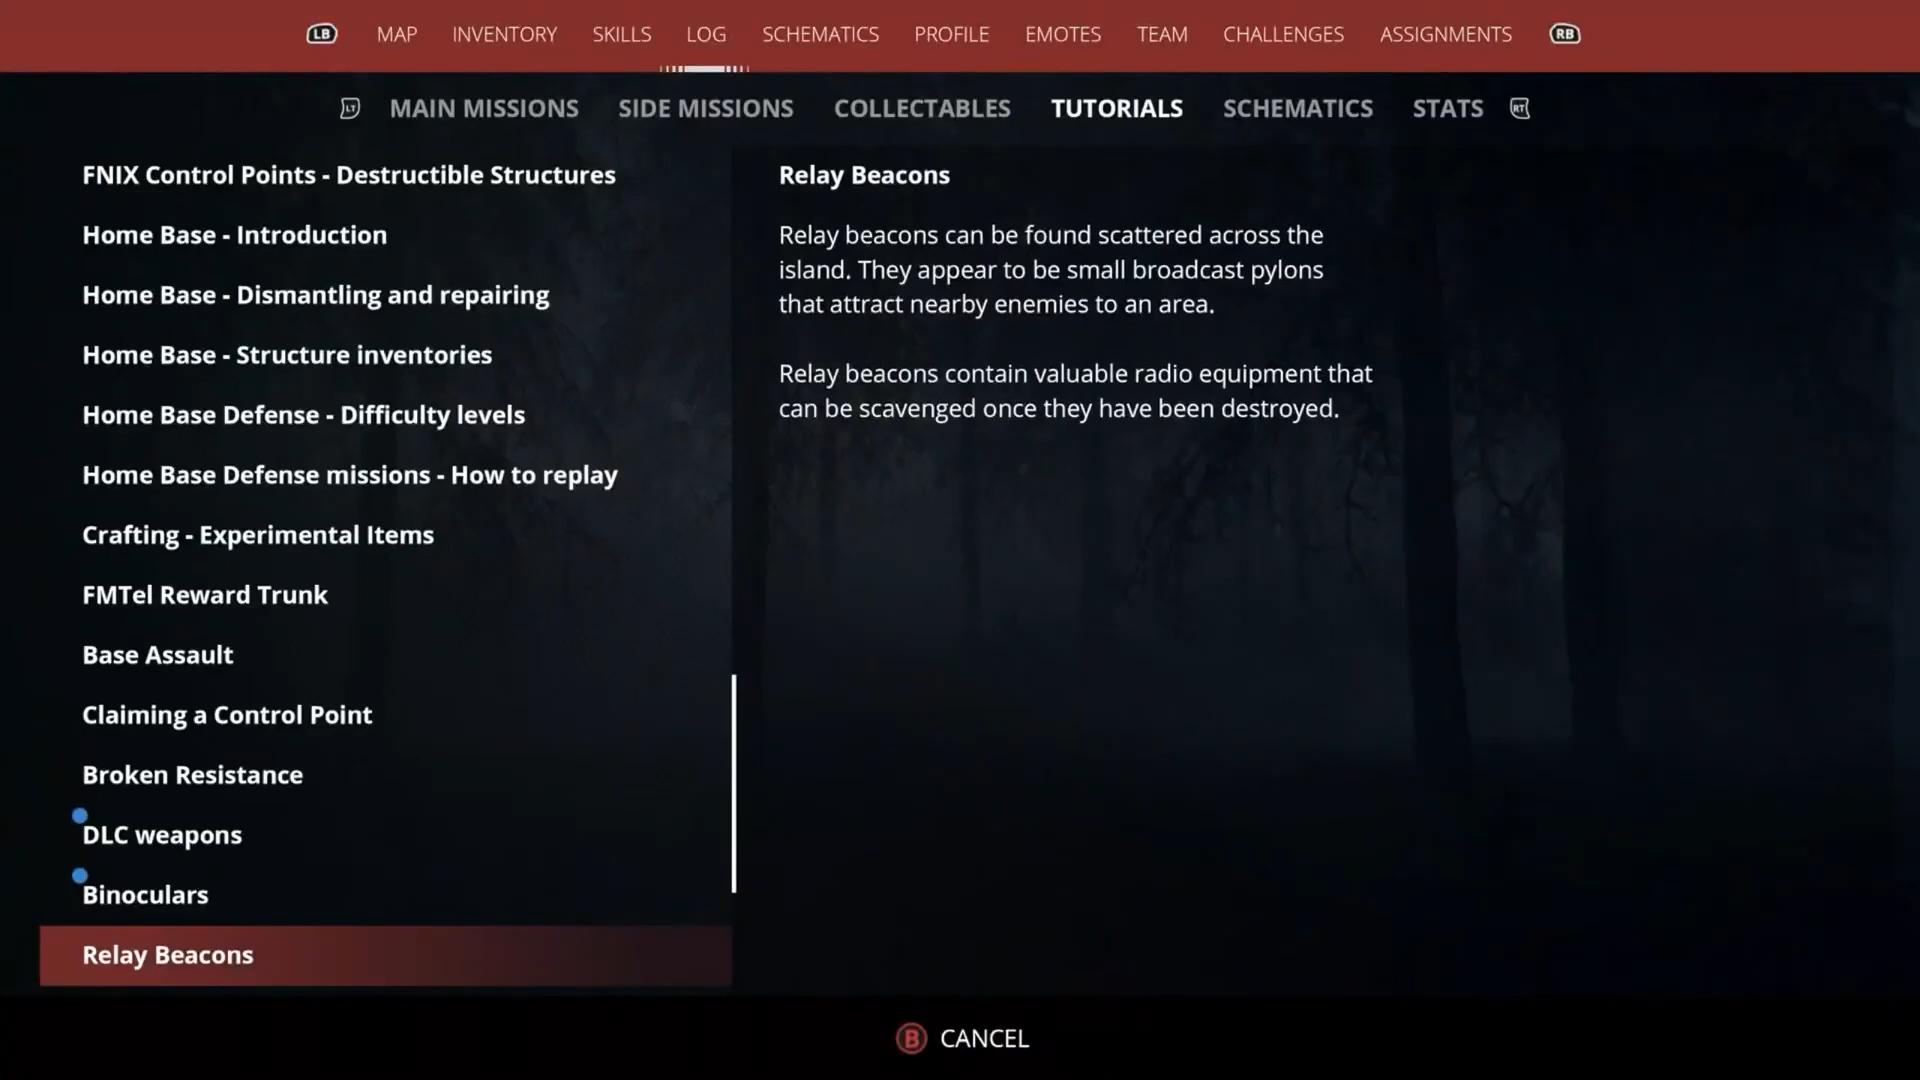 LB MAP INVENTORY SKILLS LOG SCHEMATICS PROFILE EMOTES TEAM CHALLENGES ASSIGNMENTS RB
LT MAIN MISSIONS SIDE MISSIONS COLLECTABLES TUTORIALS SCHEMATICS STATS RT
FNIX Control Points - Destructible Structures
Home Base - Introduction
Home Base - Dismantling and repairing
Home Base - Structure inventories
Home Base Defense - Difficulty levels
Home Base Defense missions - How to replay
Crafting - Experimental Items
FMTel Reward Trunk
Base Assault
Claiming a Control Point
Broken Resistance
DLC weapons
Binoculars
Relay Beacons
Relay Beacons
Relay beacons can be found scattered across the
island. They appear to be small broadcast pylons
that attract nearby enemies to an area.
Relay beacons contain valuable radio equipment that
can be scavenged once they have been destroyed.
B CANCEL